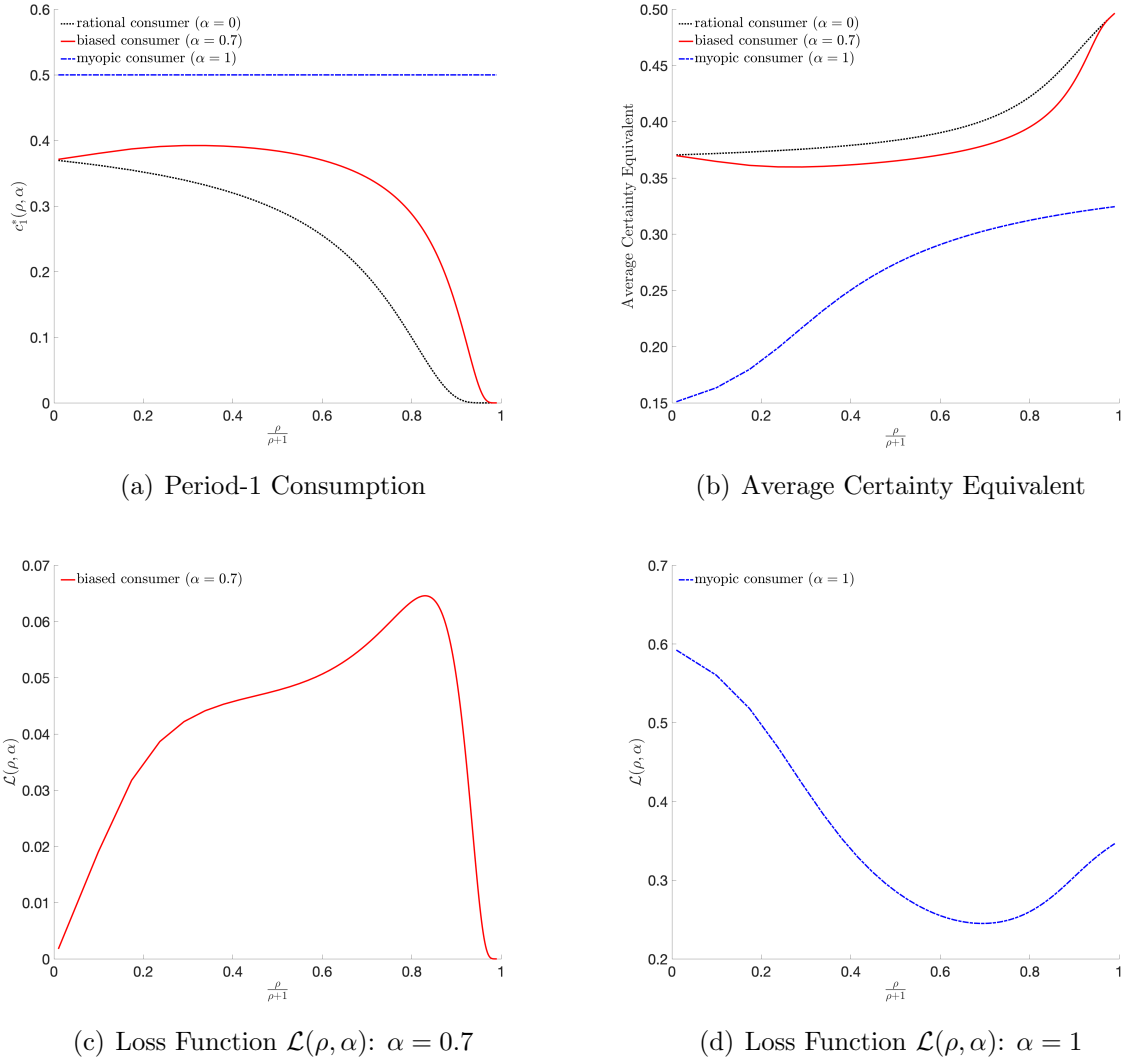 0.6
rational consumer (α = 0)
biased consumer (α = 0.7)
myopic consumer (α = 1)
0.5
0.4
0.3
0.2
0.1
0
c₁*(ρ, α)
0 0.2 0.4 0.6 0.8 1
ρ/(ρ+1)
(a) Period-1 Consumption
0.50
rational consumer (α = 0)
biased consumer (α = 0.7)
myopic consumer (α = 1)
0.45
0.40
0.35
0.30
0.25
0.20
0.15
Average Certainty Equivalent
0 0.2 0.4 0.6 0.8 1
ρ/(ρ+1)
(b) Average Certainty Equivalent
0.07
biased consumer (α = 0.7)
0.06
0.05
0.04
0.03
0.02
0.01
0
ℒ(ρ, α)
0 0.2 0.4 0.6 0.8 1
ρ/(ρ+1)
(c) Loss Function ℒ(ρ, α): α = 0.7
0.7
myopic consumer (α = 1)
0.6
0.5
0.4
0.3
0.2
ℒ(ρ, α)
0 0.2 0.4 0.6 0.8 1
ρ/(ρ+1)
(d) Loss Function ℒ(ρ, α): α = 1